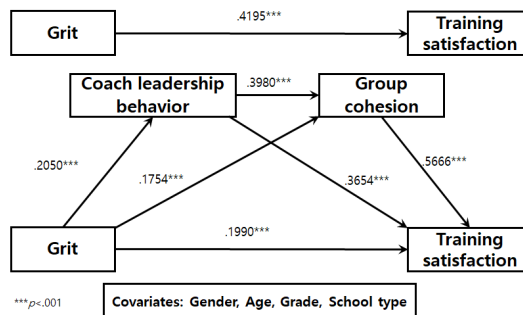 .4195***
Grit
Training
satisfaction
Coach leadership
behavior
.3980***
Group
cohesion
.2050***
.1754***
.3654***
.5666***
.1990***
Grit
Training
satisfaction
***p<.001
Covariates: Gender, Age, Grade, School type